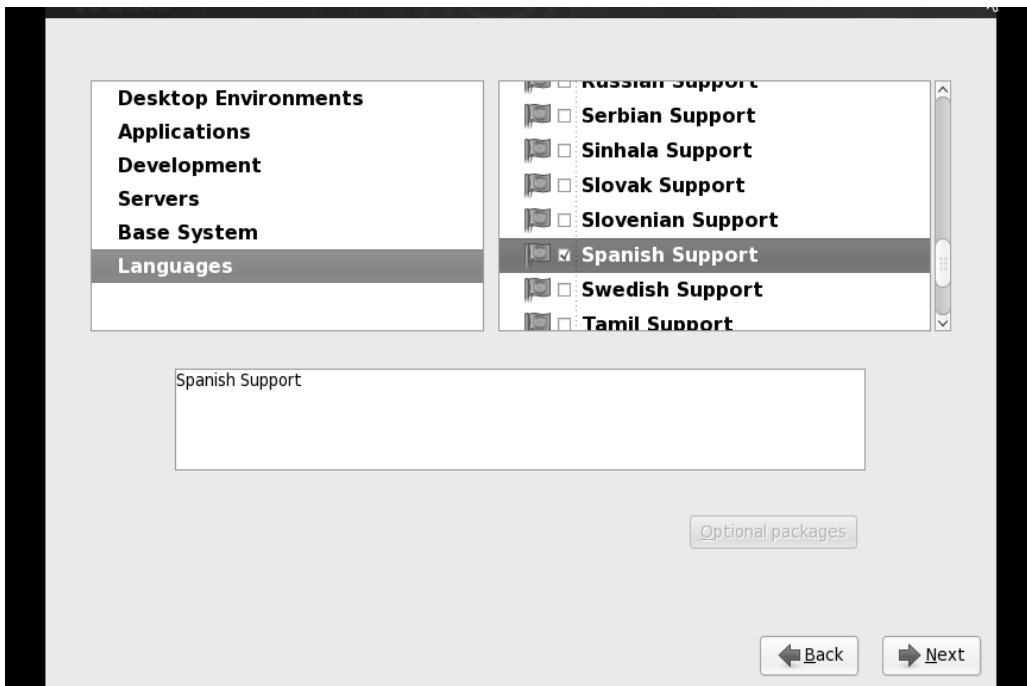 Desktop Environments
Applications
Development
Servers
Base System
Languages
Russian Support
Serbian Support
Sinhala Support
Slovak Support
Slovenian Support
Spanish Support
Swedish Support
Tamil Support
Spanish Support
Optional packages
Back
Next